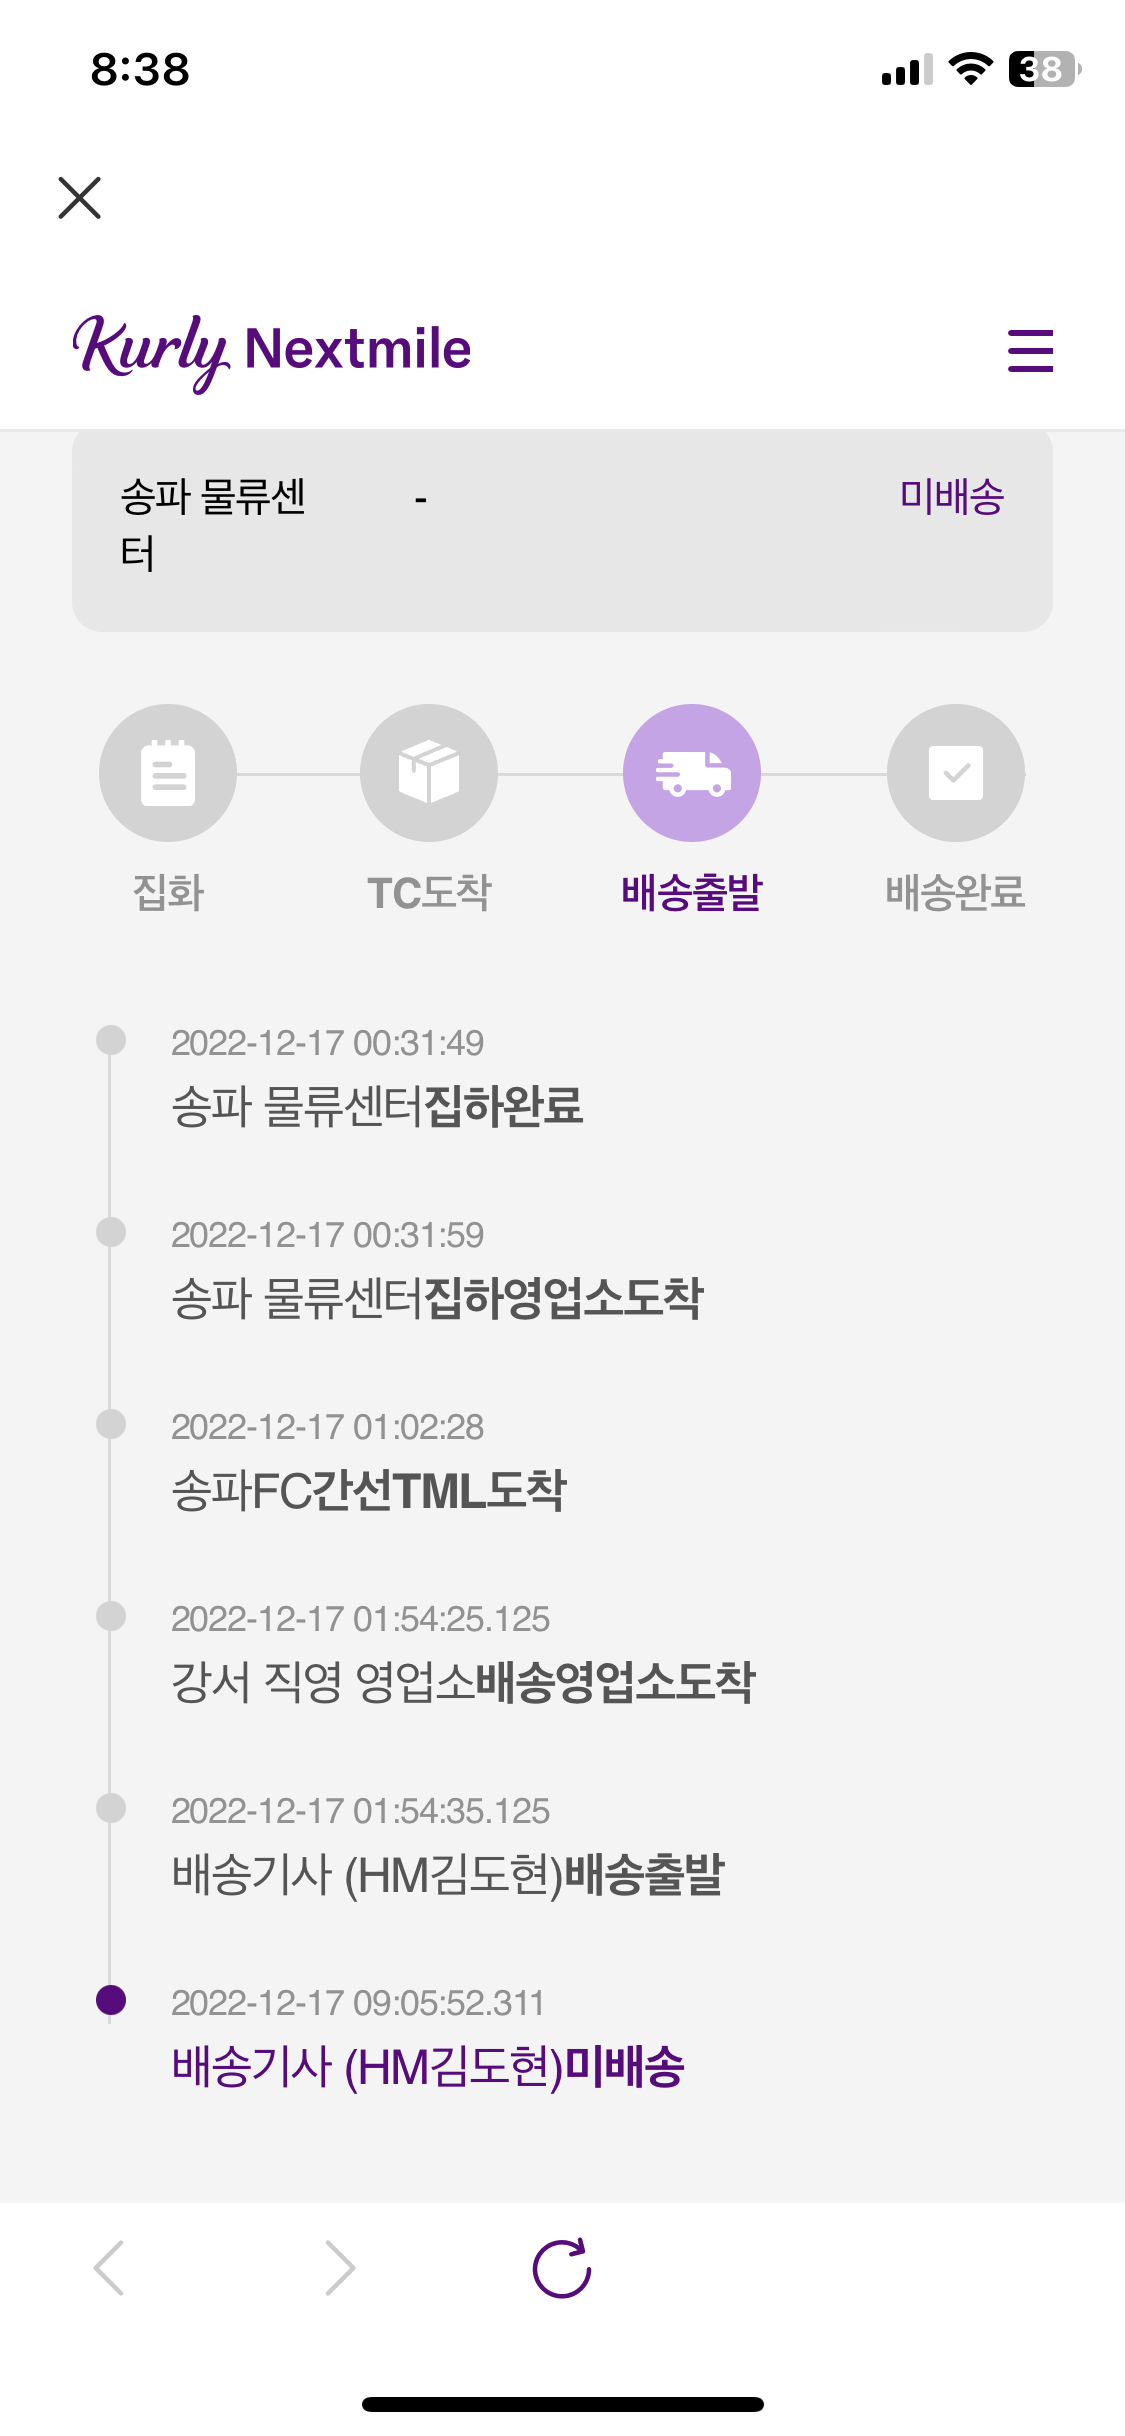 8:38
38
Kurly Nextmile
송파 물류센 - 미배송
터
집화 TC도착 배송출발 배송완료
2022-12-17 00:31:49
송파 물류센터집하완료
2022-12-17 00:31:59
송파 물류센터집하영업소도착
2022-12-17 01:02:28
송파FC간선TML도착
2022-12-17 01:54:25.125
강서 직영 영업소배송영업소도착
2022-12-17 01:54:35.125
배송기사 (HM김도현)배송출발
2022-12-17 09:05:52.311
배송기사 (HM김도현)미배송